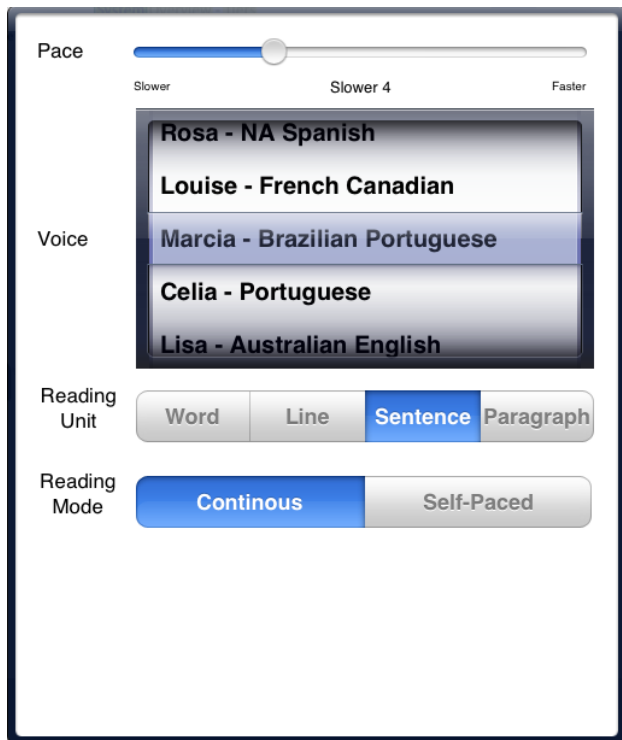 Pace
Slower Slower 4 Faster
Rosa - NA Spanish
Louise - French Canadian
Voice
Marcia - Brazilian Portuguese
Celia - Portuguese
Lisa - Australian English
Reading
Unit
Word Line Sentence Paragraph
Reading
Mode
Continous Self-Paced